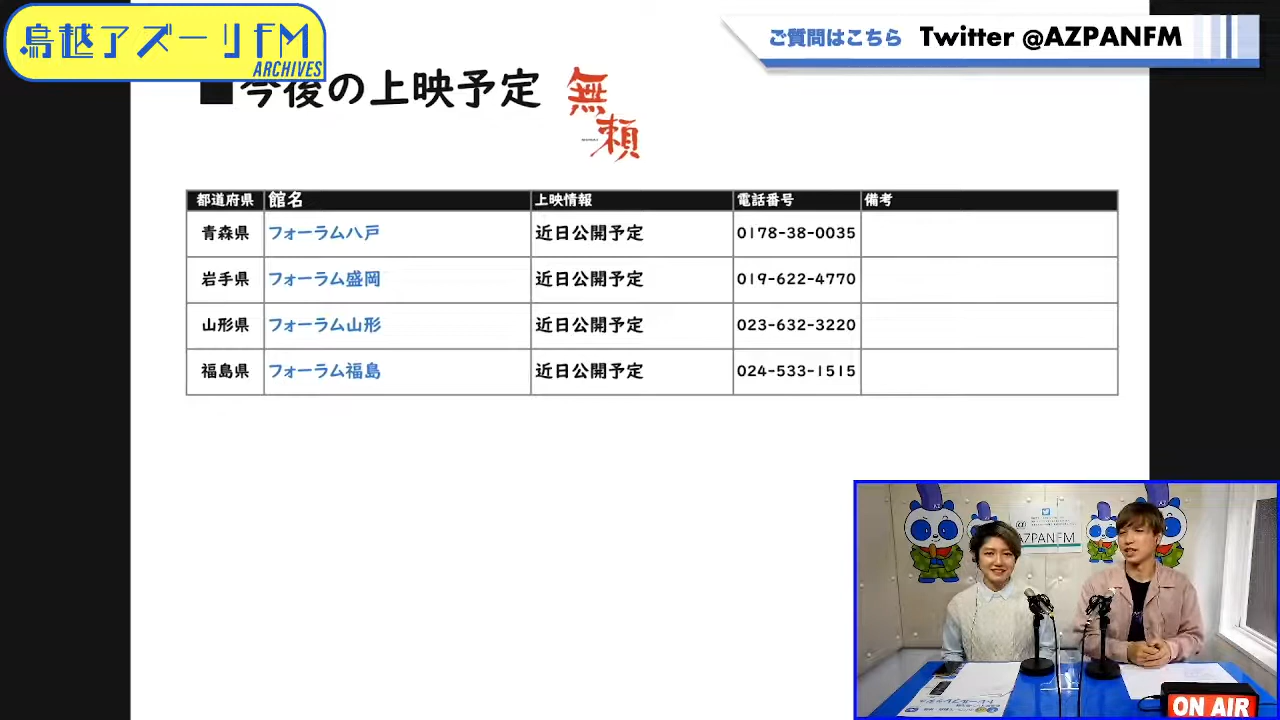 鳥越アズーリFM
ARCHIVES
ご質問はこちら Twitter @AZPANFM
■今後の上映予定 無頼
都道府県 館名 上映情報 電話番号 備考
青森県 フォーラム八戸 近日公開予定 0178-38-0035
岩手県 フォーラム盛岡 近日公開予定 019-622-4770
山形県 フォーラム山形 近日公開予定 023-632-3220
福島県 フォーラム福島 近日公開予定 024-533-1515
@
AZPANFM
ON AIR